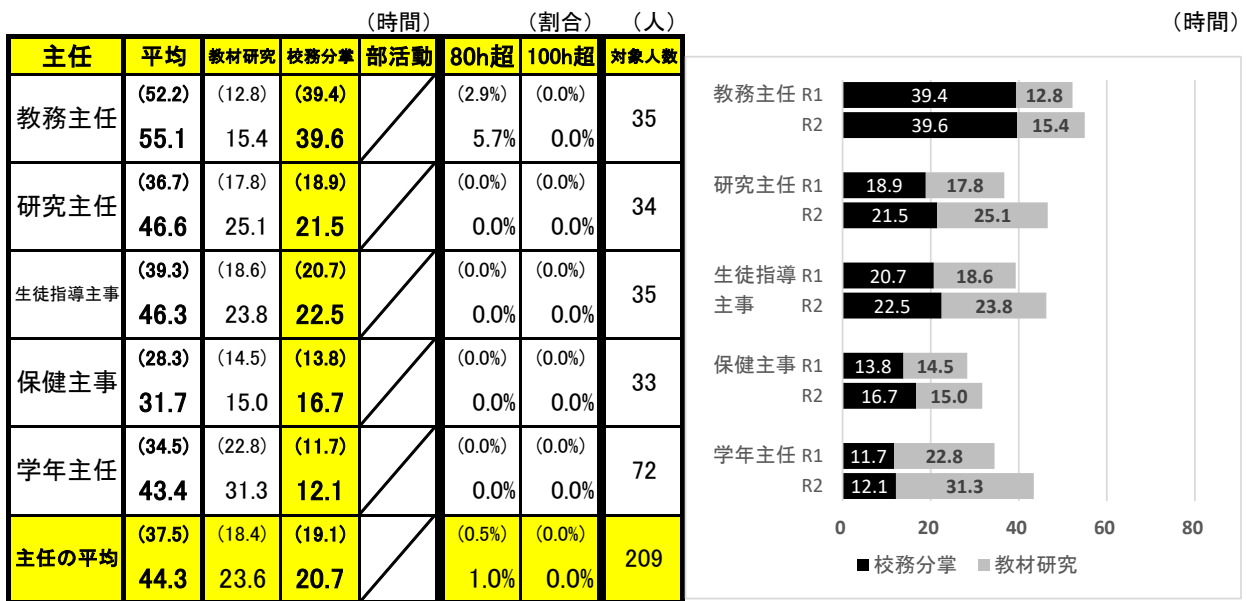 （時間） （割合） （人） （時間）
主任 平均 教材研究 校務分掌 部活動 80h超 100h超 対象人数
教務主任 (52.2) (12.8) (39.4) (2.9%) (0.0%) 35
55.1 15.4 39.6 5.7% 0.0%
研究主任 (36.7) (17.8) (18.9) (0.0%) (0.0%) 34
46.6 25.1 21.5 0.0% 0.0%
生徒指導主事 (39.3) (18.6) (20.7) (0.0%) (0.0%) 35
46.3 23.8 22.5 0.0% 0.0%
保健主事 (28.3) (14.5) (13.8) (0.0%) (0.0%) 33
31.7 15.0 16.7 0.0% 0.0%
学年主任 (34.5) (22.8) (11.7) (0.0%) (0.0%) 72
43.4 31.3 12.1 0.0% 0.0%
主任の平均 (37.5) (18.4) (19.1) (0.5%) (0.0%) 209
44.3 23.6 20.7 1.0% 0.0%
教務主任 R1 39.4 12.8
R2 39.6 15.4
研究主任 R1 18.9 17.8
R2 21.5 25.1
生徒指導 R1 20.7 18.6
主事 R2 22.5 23.8
保健主事 R1 13.8 14.5
R2 16.7 15.0
学年主任 R1 11.7 22.8
R2 12.1 31.3
0 20 40 60 80
■校務分掌 ■教材研究